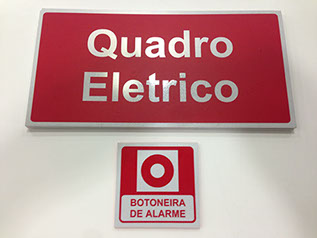 Quadro
Eletrico
BOTONEIRA
DE ALARME